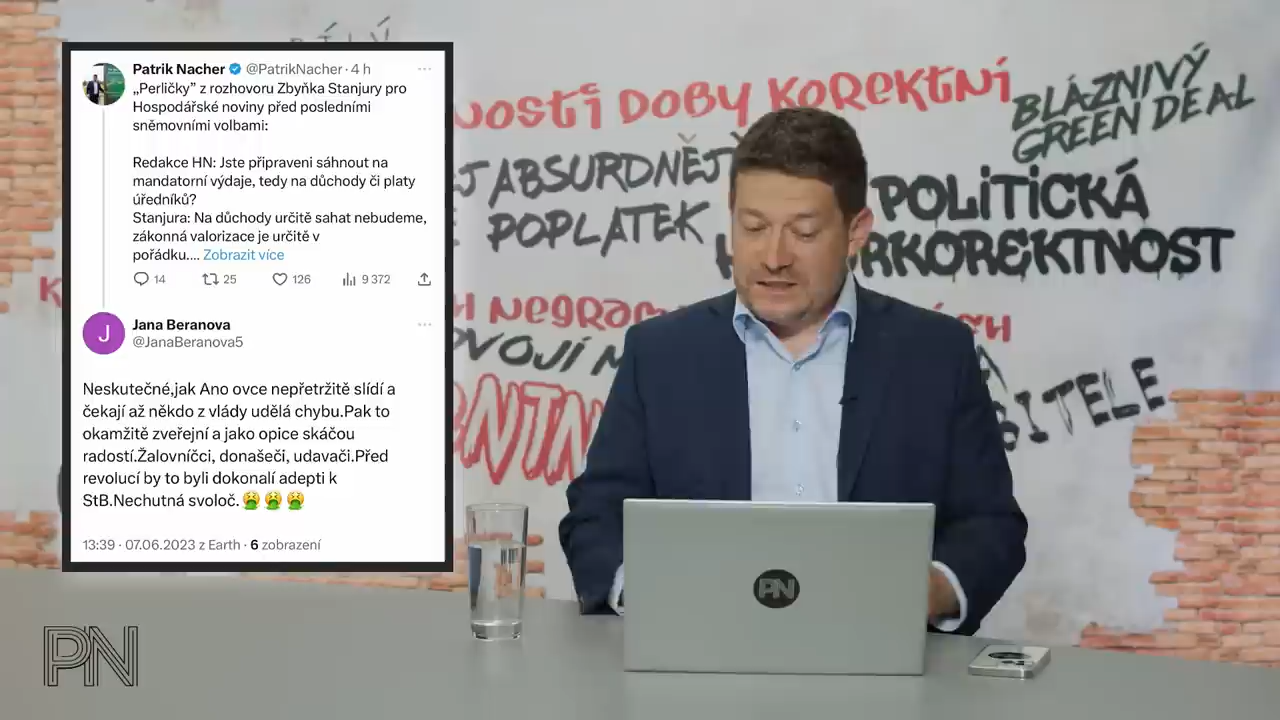 Patrik Nacher @PatrikNacher · 4 h
„Perličky" z rozhovoru Zbyňka Stanjury pro
Hospodářské noviny před posledními
sněmovními volbami:
Redakce HN: Jste připraveni sáhnout na
mandatorní výdaje, tedy na důchody či platy
úředníků?
Stanjura: Na důchody určitě sahat nebudeme,
zákonná valorizace je určitě v
pořádku.... Zobrazit více
14 25 126 9 372
J
Jana Beranova
@JanaBeranova5
Neskutečné,jak Ano ovce nepřetržitě slídí a
čekají až někdo z vlády udělá chybu.Pak to
okamžitě zveřejní a jako opice skáčou
radostí.Žalovníčci, donašeči, udavači.Před
revolucí by to byli dokonalí adepti k
StB.Nechutná svoloč.🤮🤮🤮
13:39 · 07.06.2023 z Earth · 6 zobrazení
DOBY KOREKTNÍ
BLÁZNIVÝ
GREEN DEAL
POPLATEK
POLITICKÁ
PN
PN